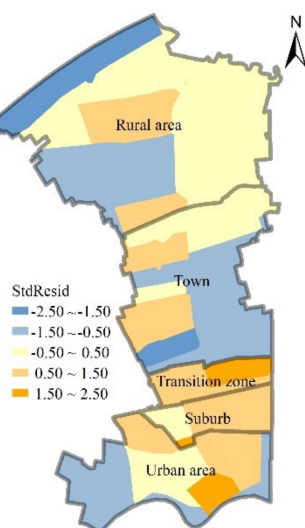 N
Rural area
Town
StdResid
-2.50 ~ -1.50
-1.50 ~ -0.50
-0.50 ~ 0.50
0.50 ~ 1.50
1.50 ~ 2.50
Transition zone
Suburb
Urban area